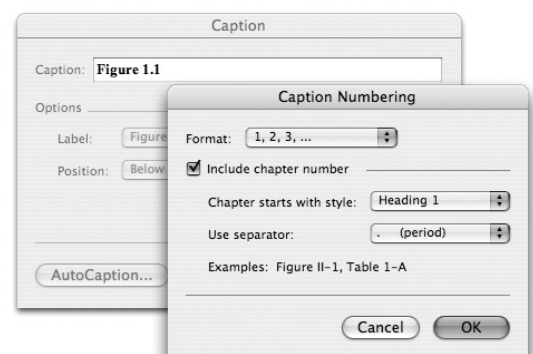 Caption
Caption: Figure 1.1
Options
Label: Figure
Position: Below
AutoCaption...
Caption Numbering
Format: 1, 2, 3, ...
Include chapter number
Chapter starts with style: Heading 1
Use separator: . (period)
Examples: Figure II-1, Table 1-A
Cancel OK